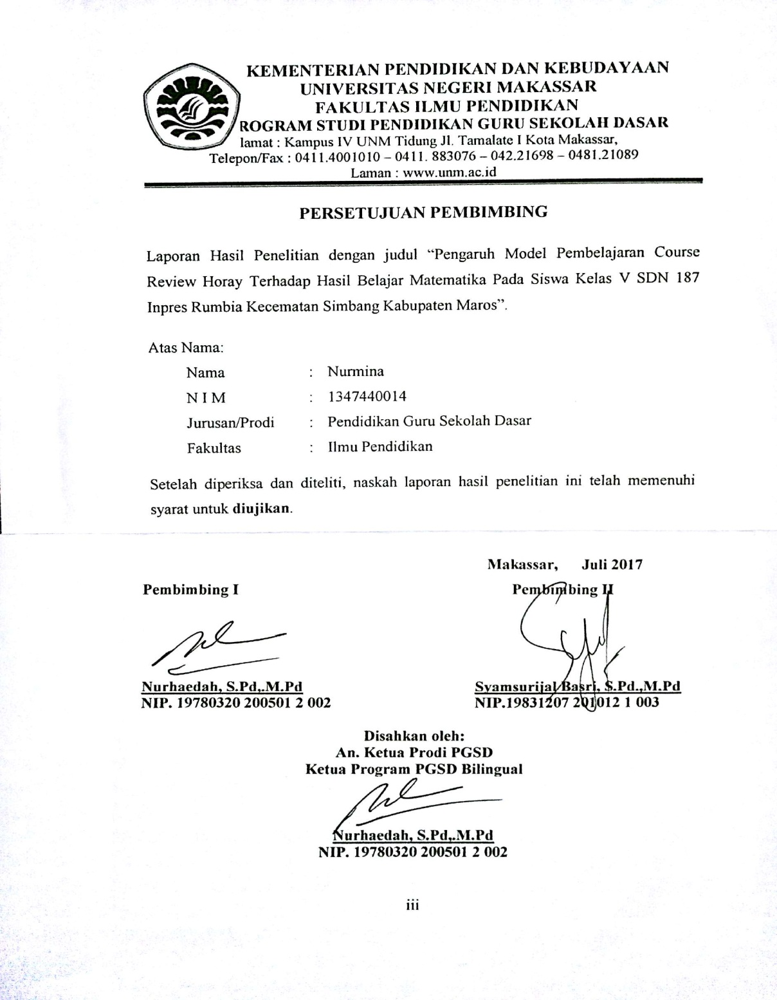 KEMENTERIAN PENDIDIKAN DAN KEBUDAYAAN
UNIVERSITAS NEGERI MAKASSAR
FAKULTAS ILMU PENDIDIKAN
ROGRAM STUDI PENDIDIKAN GURU SEKOLAH DASAR
lamat : Kampus IV UNM Tidung Jl. Tamalate I Kota Makassar,
Telepon/Fax : 0411.4001010 – 0411. 883076 – 042.21698 – 0481.21089
Laman : www.unm.ac.id
PERSETUJUAN PEMBIMBING
Laporan Hasil Penelitian dengan judul “Pengaruh Model Pembelajaran Course
Review Horay Terhadap Hasil Belajar Matematika Pada Siswa Kelas V SDN 187
Inpres Rumbia Kecematan Simbang Kabupaten Maros”.
Atas Nama:
Nama : Nurmina
N I M : 1347440014
Jurusan/Prodi : Pendidikan Guru Sekolah Dasar
Fakultas : Ilmu Pendidikan
Setelah diperiksa dan diteliti, naskah laporan hasil penelitian ini telah memenuhi
syarat untuk diujikan.
Makassar, Juli 2017
Pembimbing I Pembimbing II
Nurhaedah, S.Pd,.M.Pd Syamsurijal Basri, S.Pd.,M.Pd
NIP. 19780320 200501 2 002 NIP.19831207 201012 1 003
Disahkan oleh:
An. Ketua Prodi PGSD
Ketua Program PGSD Bilingual
Nurhaedah, S.Pd,.M.Pd
NIP. 19780320 200501 2 002
iii